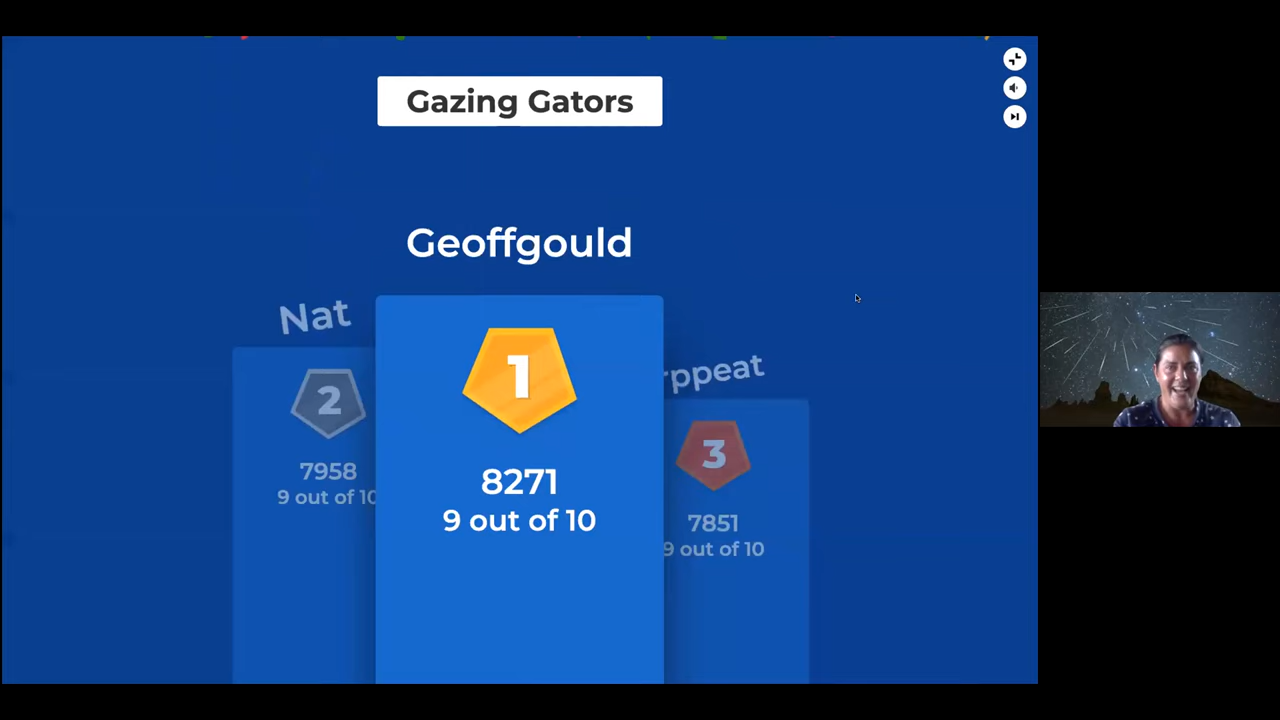 Gazing Gators
Geoffgould
1
8271
9 out of 10
Nat
2
7958
9 out of 10
rppeat
3
7851
9 out of 10